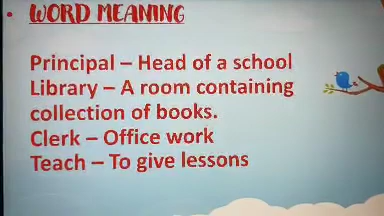 • WORD MEANING
Principal – Head of a school
Library – A room containing
collection of books.
Clerk – Office work
Teach – To give lessons